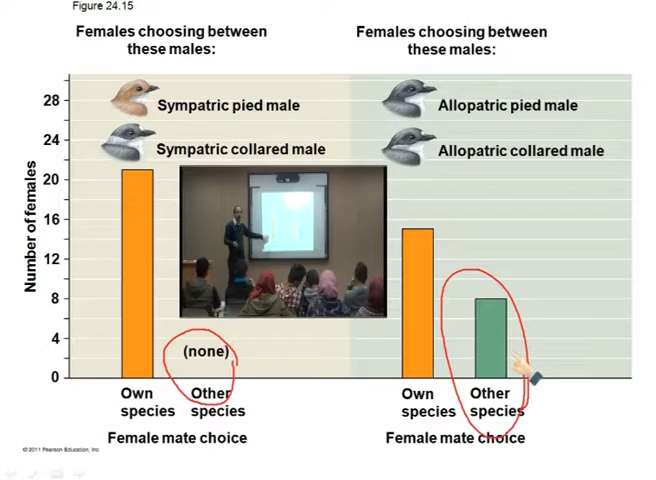 Figure 24.15
Females choosing between
these males:
Sympatric pied male
Sympatric collared male
Females choosing between
these males:
Allopatric pied male
Allopatric collared male
Number of females
28
24
20
16
12
8
4
0
(none)
Own
species
Other
species
Female mate choice
Own
species
Other
species
Female mate choice
© 2011 Pearson Education, Inc